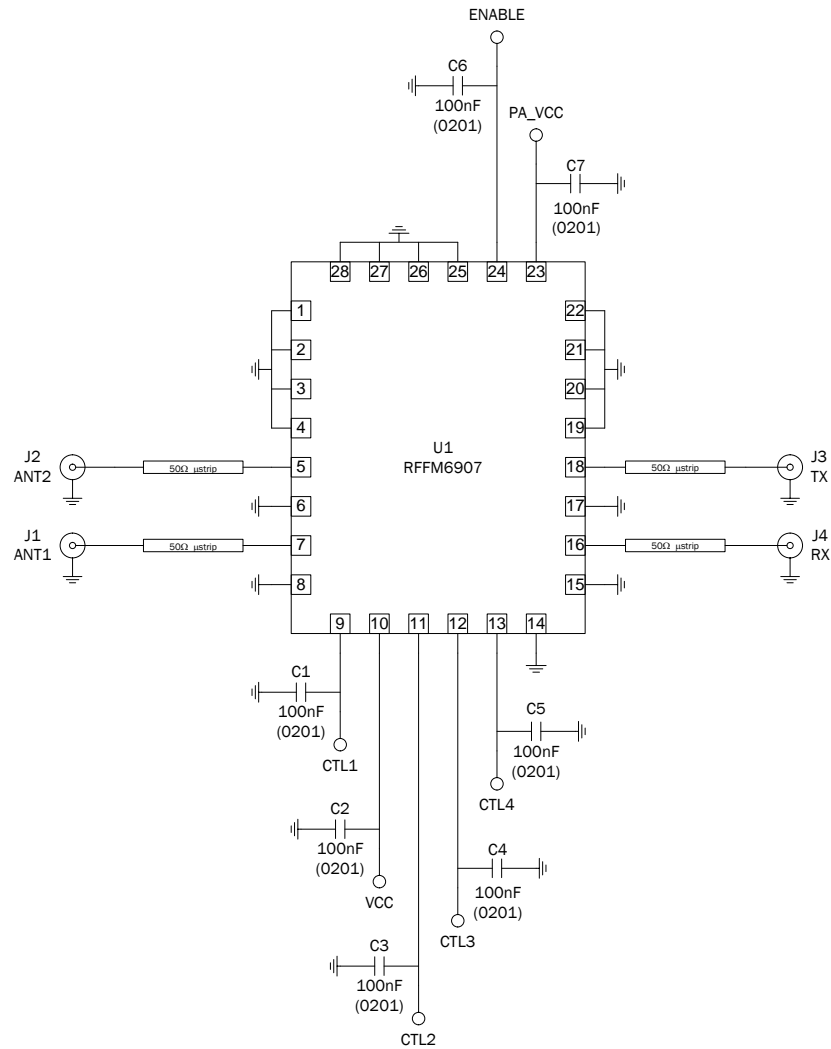 ENABLE
C6
100nF
(0201)
PA_VCC
C7
100nF
(0201)
28 27 26 25 24 23
1
2
3
4
5
6
7
8
22
21
20
19
18
17
16
15
U1
RFFM6907
J2
ANT2
50Ω µstrip
J1
ANT1
50Ω µstrip
50Ω µstrip
J3
TX
50Ω µstrip
J4
RX
9 10 11 12 13 14
C1
100nF
(0201)
CTL1
C5
100nF
(0201)
CTL4
C2
100nF
(0201)
VCC
C4
100nF
(0201)
CTL3
C3
100nF
(0201)
CTL2